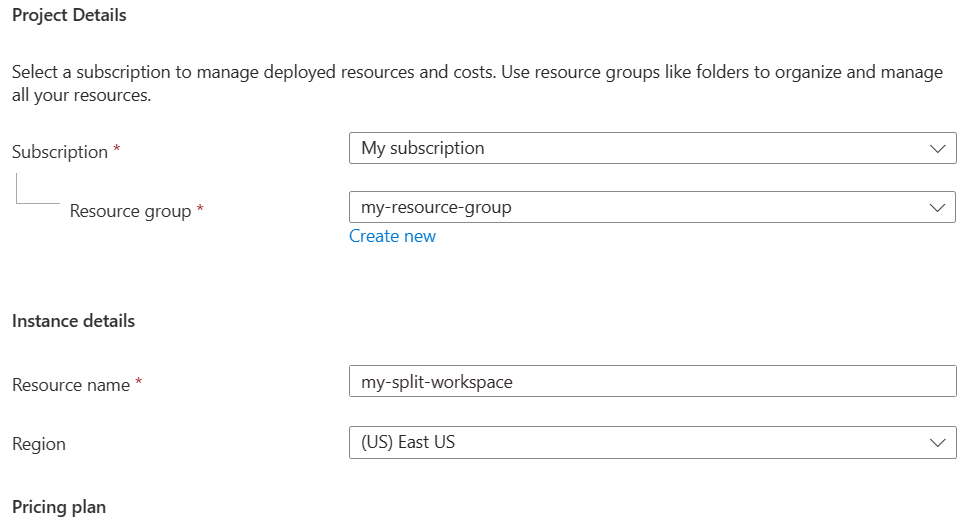 Project Details
Select a subscription to manage deployed resources and costs. Use resource groups like folders to organize and manage
all your resources.
Subscription *
My subscription
Resource group *
my-resource-group
Create new
Instance details
Resource name *
my-split-workspace
Region
(US) East US
Pricing plan